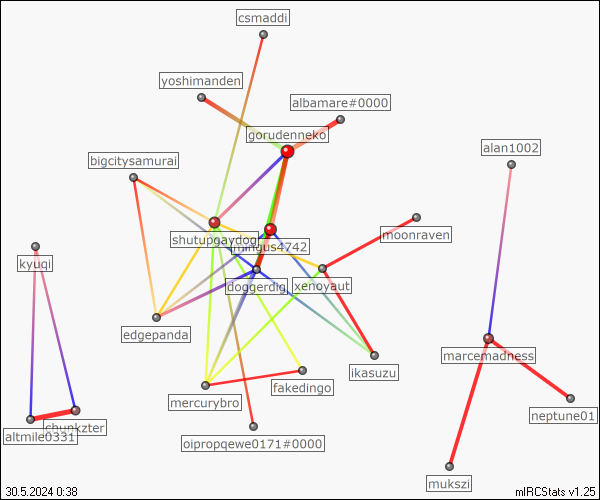 csmaddi
yoshimanden
albamare#0000
gorudenneko
alan1002
bigcitysamurai
moonraven
shutupgaydog
mingus4742
kyuqi
doggerdig
xenoyaut
edgepanda
marcemadness
ikasuzu
fakedingo
mercurybro
neptune01
chunkzter
altmile0331
oipropqewe0171#0000
mukszi
30.5.2024 0:38
mIRCStats v1.25